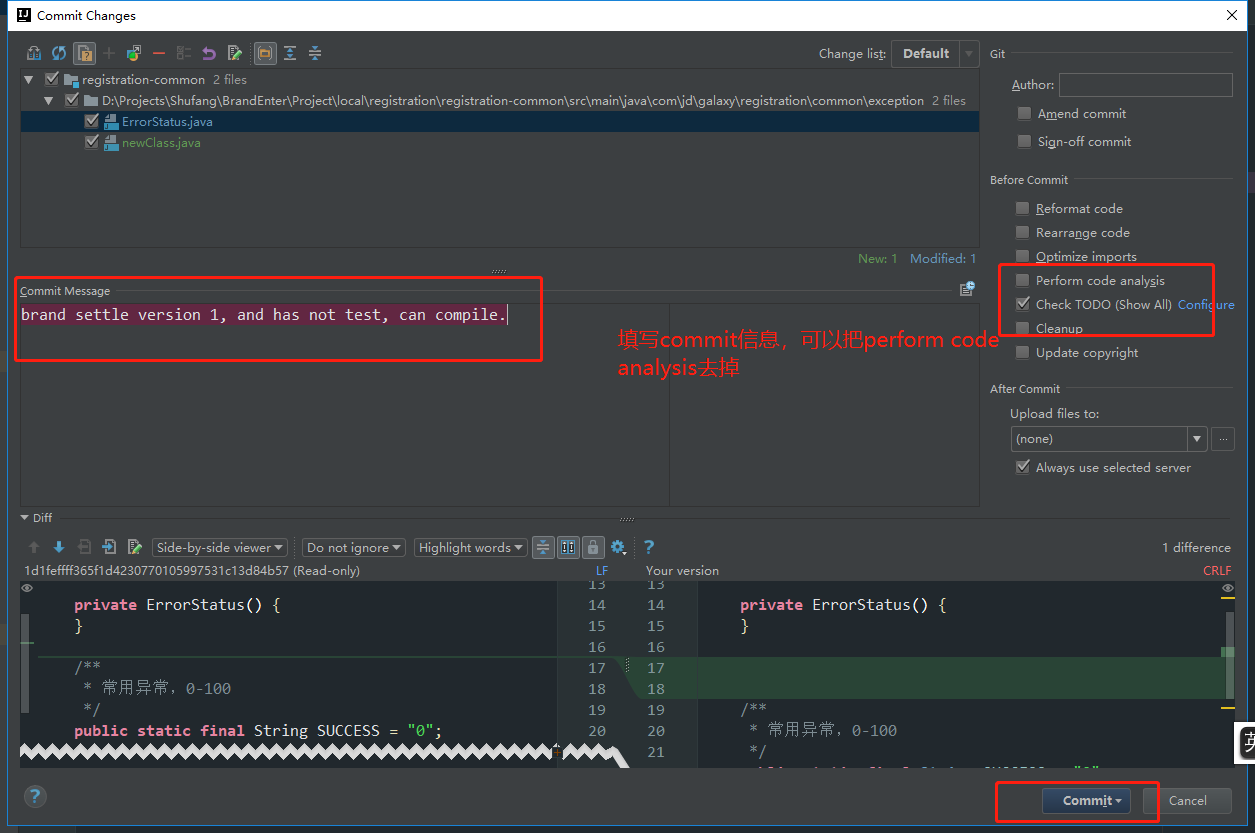 Commit Changes
Change list: Default
registration-common 2 files
D:\Projects\Shufang\BrandEnter\Project\local\registration\registration-common\src\main\java\com\jd\galaxy\registration\common\exception 2 files
ErrorStatus.java
newClass.java
New: 1 Modified: 1
Commit Message
brand settle version 1, and has not test, can compile.
填写commit信息，可以把perform code
analysis去掉
Git
Author:
Amend commit
Sign-off commit
Before Commit
Reformat code
Rearrange code
Optimize imports
Perform code analysis
Check TODO (Show All) Configure
Cleanup
Update copyright
After Commit
Upload files to:
(none)
Always use selected server
Diff
Side-by-side viewer Do not ignore Highlight words ? 1 difference
1d1feffff365f1d4230770105997531c13d84b57 (Read-only) LF Your version CRLF
13 13
private ErrorStatus() { 14 14 private ErrorStatus() {
} 15 15 }
16 16
/** 17 17
* 常用异常，0-100 18 18
*/ 19 19 /**
public static final String SUCCESS = "0"; 20 20 * 常用异常，0-100
21 */
? Commit Cancel
英